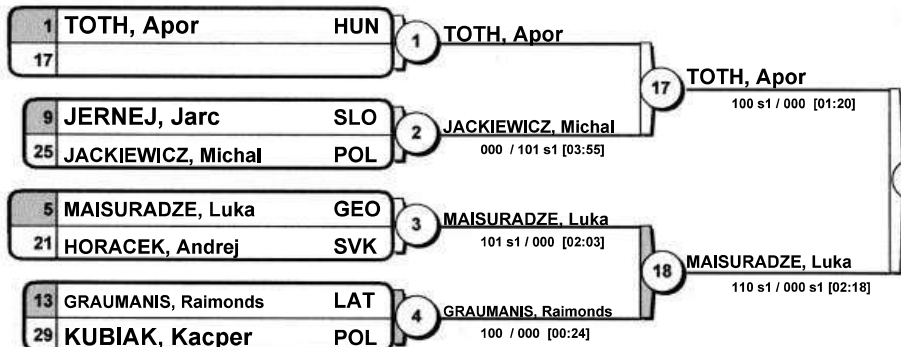 1 TOTH, Apor HUN
17
1
TOTH, Apor
9 JERNEJ, Jarc SLO
25 JACKIEWICZ, Michal POL
2
JACKIEWICZ, Michal
000 / 101 s1 [03:55]
17
TOTH, Apor
100 s1 / 000 [01:20]
5 MAISURADZE, Luka GEO
21 HORACEK, Andrej SVK
3
MAISURADZE, Luka
101 s1 / 000 [02:03]
13 GRAUMANIS, Raimonds LAT
29 KUBIAK, Kacper POL
4
GRAUMANIS, Raimonds
100 / 000 [00:24]
18
MAISURADZE, Luka
110 s1 / 000 s1 [02:18]